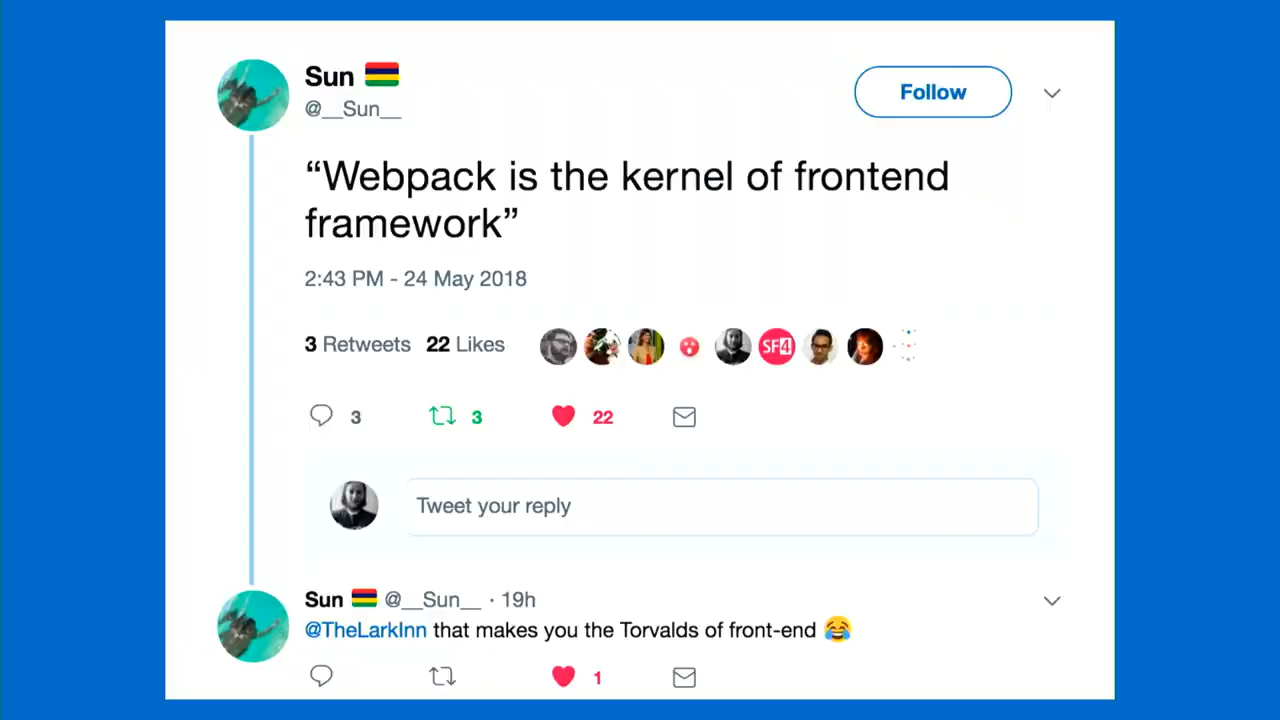 Sun
@__Sun__
Follow
“Webpack is the kernel of frontend
framework”
2:43 PM - 24 May 2018
3 Retweets 22 Likes
SF4
3 3 22
Tweet your reply
Sun @__Sun__ · 19h
@TheLarkInn that makes you the Torvalds of front-end
1